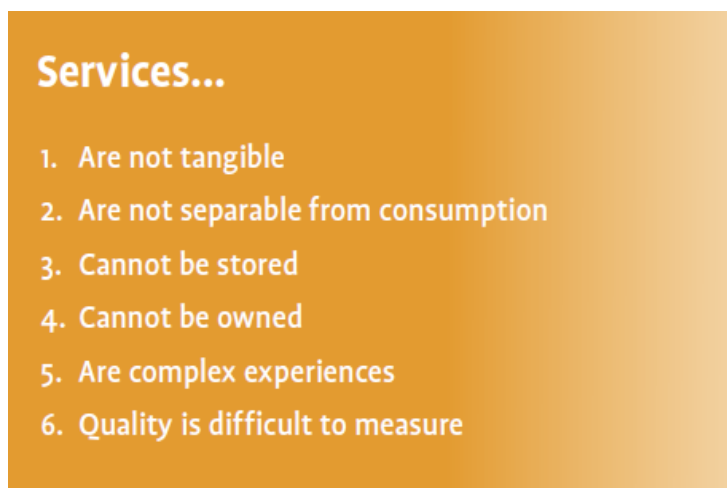 Services...
1. Are not tangible
2. Are not separable from consumption
3. Cannot be stored
4. Cannot be owned
5. Are complex experiences
6. Quality is difficult to measure